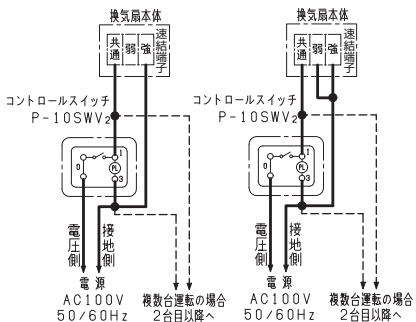 換気扇本体
共通 弱 強 速結端子
コントロールスイッチ
P-10SWV2
0 1
PL
3
電圧側 接地側
電源
AC100V
50/60Hz
複数台運転の場合
2台目以降へ
換気扇本体
共通 弱 強 速結端子
コントロールスイッチ
P-10SWV2
0 1
PL
3
電圧側 接地側
電源
AC100V
50/60Hz
複数台運転の場合
2台目以降へ